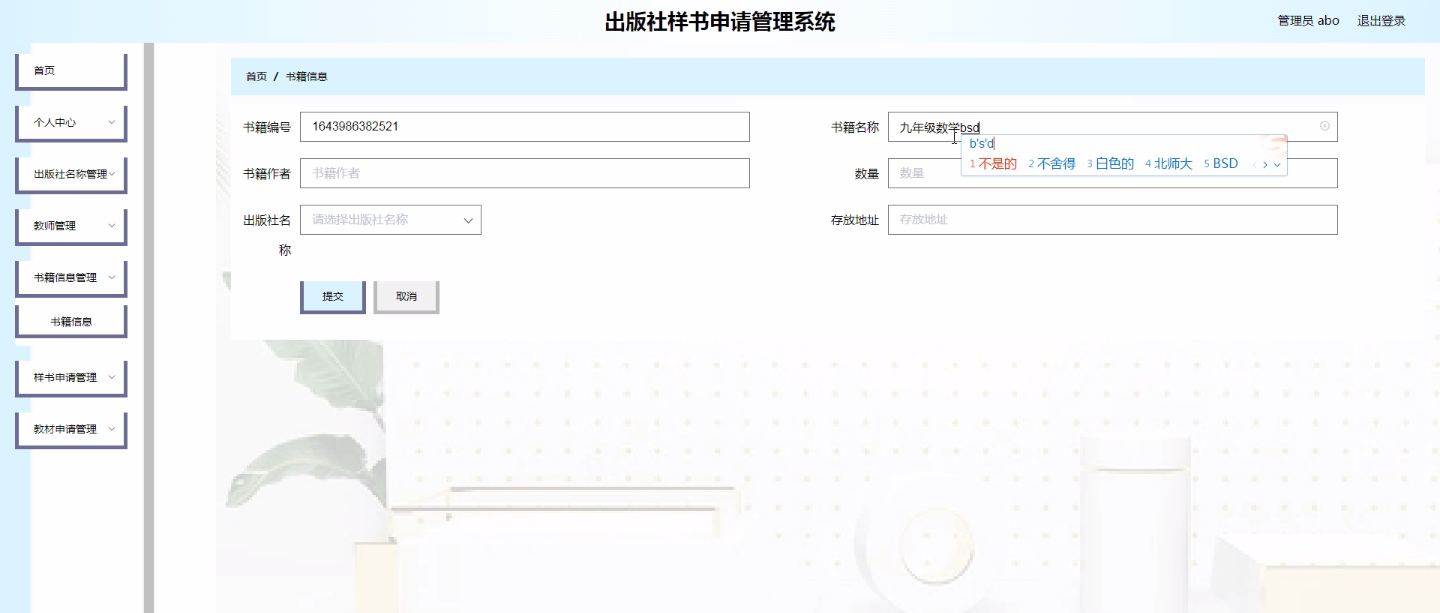 出版社样书申请管理系统
管理员 abo 退出登录
首页
个人中心
出版社名称管理
教师管理
书籍信息管理
书籍信息
样书申请管理
教材申请管理
首页 / 书籍信息
书籍编号 1643986382521
书籍名称 九年级数学bsd
b's'd
1 不是的 2 不舍得 3 白色的 4 北师大 5 BSD
书籍作者 书籍作者
数量 数量
出版社名称 请选择出版社名称
存放地址 存放地址
提交 取消